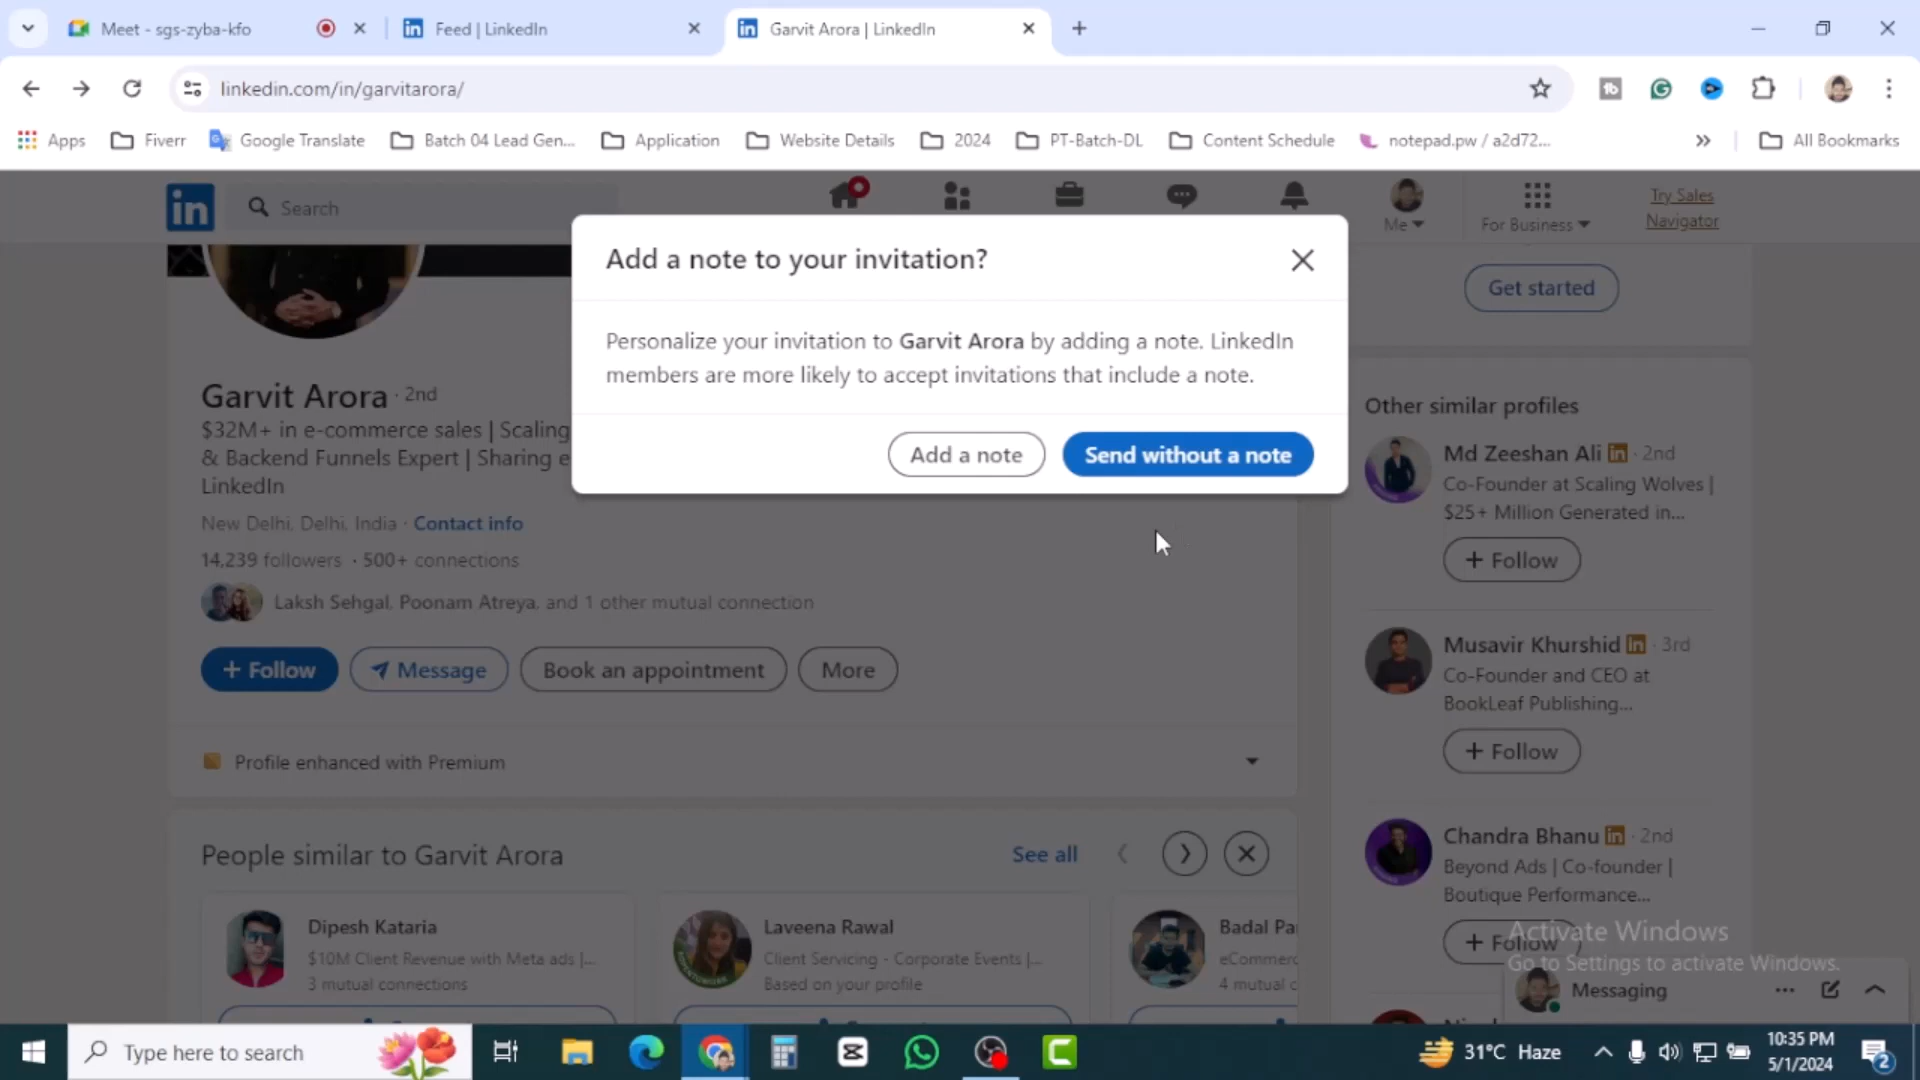 Meet - sgs-zyba-kfo
Feed | LinkedIn
Garvit Arora | LinkedIn
linkedin.com/in/garvitarora/
Apps
Fiverr
Google Translate
Batch 04 Lead Gen...
Application
Website Details
2024
PT-Batch-DL
Content Schedule
notepad.pw / a2d72...
All Bookmarks
in
Search
Me
For Business
Try Sales
Navigator
Add a note to your invitation?
Personalize your invitation to Garvit Arora by adding a note. LinkedIn
members are more likely to accept invitations that include a note.
Add a note
Send without a note
Garvit Arora · 2nd
$32M+ in e-commerce sales | Scaling
& Backend Funnels Expert | Sharing e
LinkedIn
New Delhi, Delhi, India · Contact info
14,239 followers · 500+ connections
Laksh Sehgal, Poonam Atreya, and 1 other mutual connection
+ Follow
Message
Book an appointment
More
Profile enhanced with Premium
People similar to Garvit Arora
See all
Dipesh Kataria
$10M Client Revenue with Meta ads |...
3 mutual connections
Laveena Rawal
Client Servicing - Corporate Events |...
Based on your profile
Badal Pa
eCommerc
4 mutual c
Get started
Other similar profiles
Md Zeeshan Ali in · 2nd
Co-Founder at Scaling Wolves |
$25+ Million Generated in...
+ Follow
Musavir Khurshid in · 3rd
Co-Founder and CEO at
BookLeaf Publishing...
+ Follow
Chandra Bhanu in · 2nd
Beyond Ads | Co-founder |
Boutique Performance...
+ Follow
Activate Windows
Go to Settings to activate Windows.
Messaging
Type here to search
31°C Haze
10:35 PM
5/1/2024
2